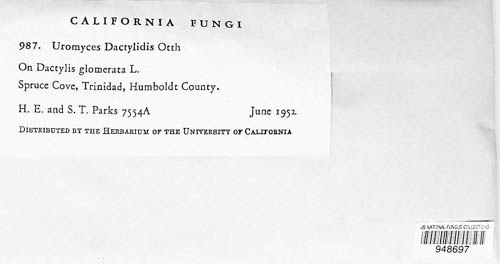 CALIFORNIA FUNGI
987. Uromyces Dactylidis Otth
On Dactylis glomerata L.
Spruce Cove, Trinidad, Humboldt County.
H. E. and S. T. Parks 7554A June 1952
Distributed by the Herbarium of the University of California
US NATIONAL FUNGUS COLLECTIONS
948697